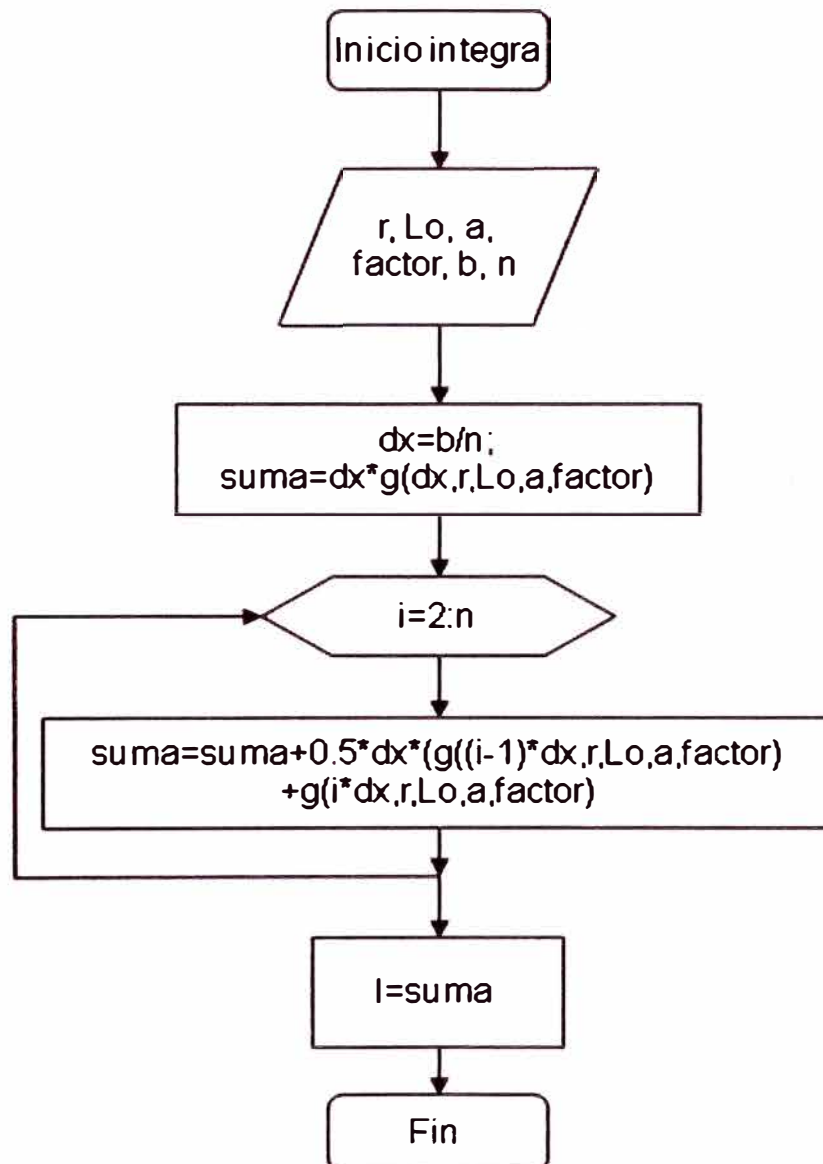 Inicio integra
r, Lo, a,
factor, b, n
dx=b/n;
suma=dx*g(dx,r,Lo,a,factor)
i=2:n
suma=suma+0.5*dx*(g((i-1)*dx,r,Lo,a,factor)
+g(i*dx,r,Lo,a,factor)
I=suma
Fin